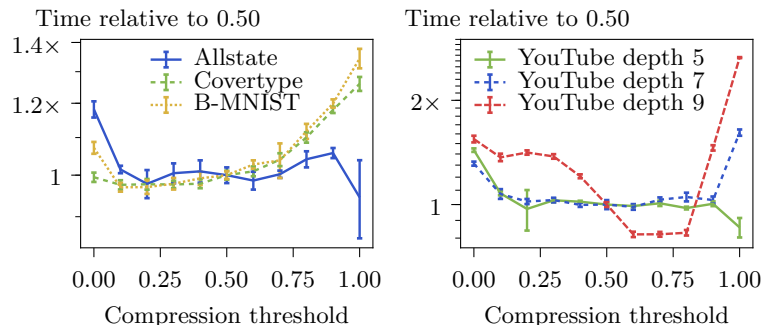 Time relative to 0.50
1.4×
1.2×
1
Allstate
Covertype
B-MNIST
0.00 0.25 0.50 0.75 1.00
Compression threshold
Time relative to 0.50
2×
1
YouTube depth 5
YouTube depth 7
YouTube depth 9
0.00 0.25 0.50 0.75 1.00
Compression threshold